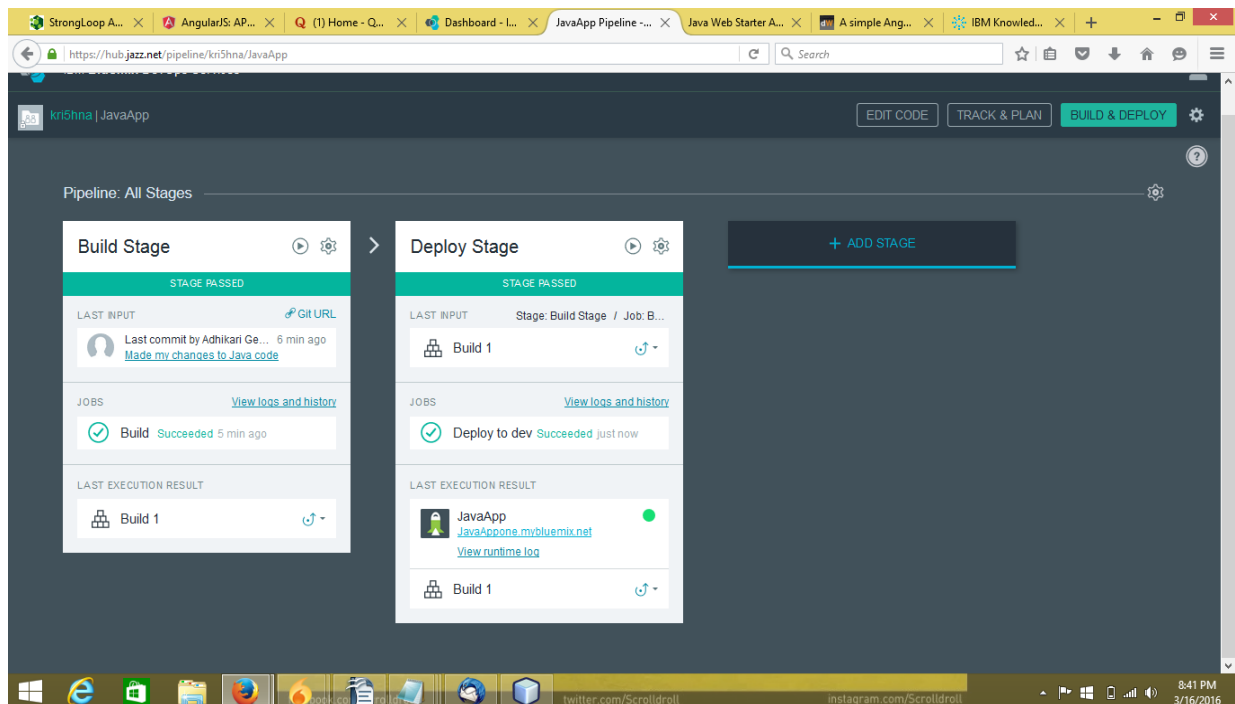 StrongLoop A...
AngularJS: AP...
(1) Home - Q...
Dashboard - I...
JavaApp Pipeline -...
Java Web Starter A...
A simple Ang...
IBM Knowled...
https://hub.jazz.net/pipeline/kri5hna/JavaApp
Search
IBM Bluemix DevOps Services
kri5hna | JavaApp
EDIT CODE
TRACK & PLAN
BUILD & DEPLOY
Pipeline: All Stages
Build Stage
STAGE PASSED
LAST INPUT
Git URL
Last commit by Adhikari Ge... 6 min ago
Made my changes to Java code
JOBS
View logs and history
Build Succeeded 5 min ago
LAST EXECUTION RESULT
Build 1
Deploy Stage
STAGE PASSED
LAST INPUT
Stage: Build Stage / Job: B...
Build 1
JOBS
View logs and history
Deploy to dev Succeeded just now
LAST EXECUTION RESULT
JavaApp
JavaAppone.mybluemix.net
View runtime log
Build 1
+ ADD STAGE
twitter.com/Scrolldroll
instagram.com/Scrolldroll
8:41 PM
3/16/2016